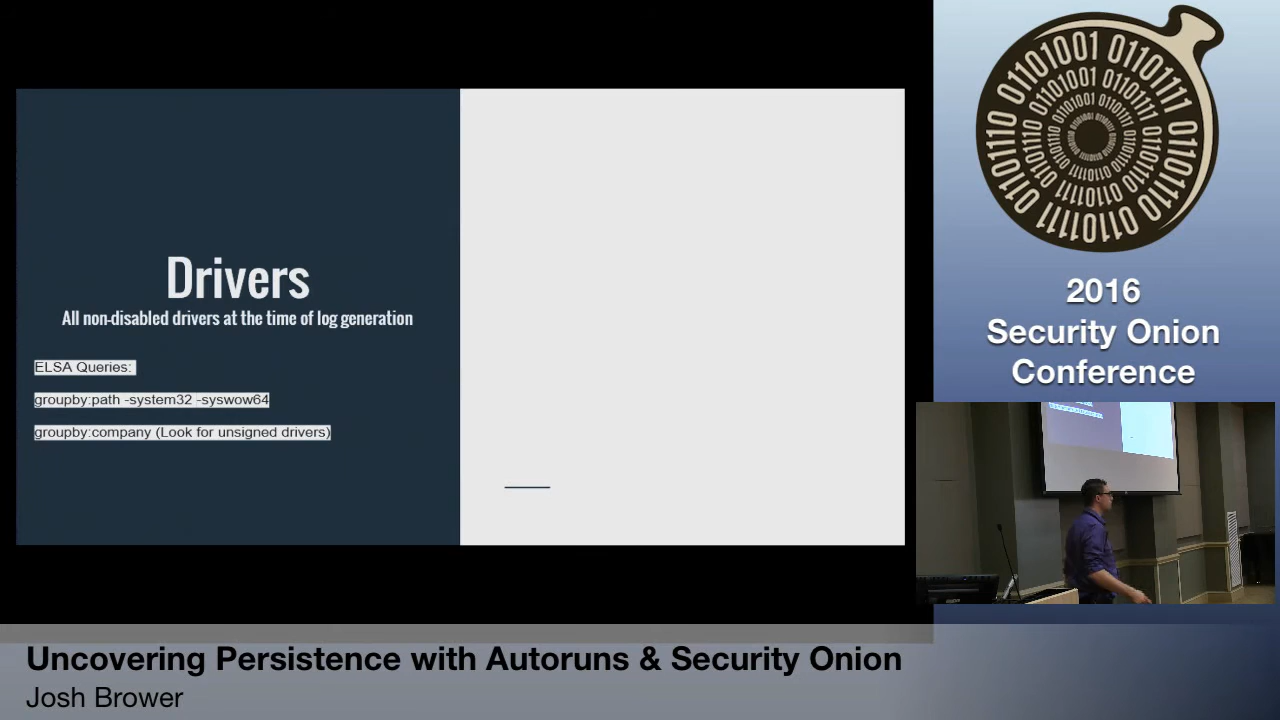 Drivers
All non-disabled drivers at the time of log generation
ELSA Queries:
groupby:path -system32 -syswow64
groupby:company (Look for unsigned drivers)
2016
Security Onion
Conference
Uncovering Persistence with Autoruns & Security Onion
Josh Brower